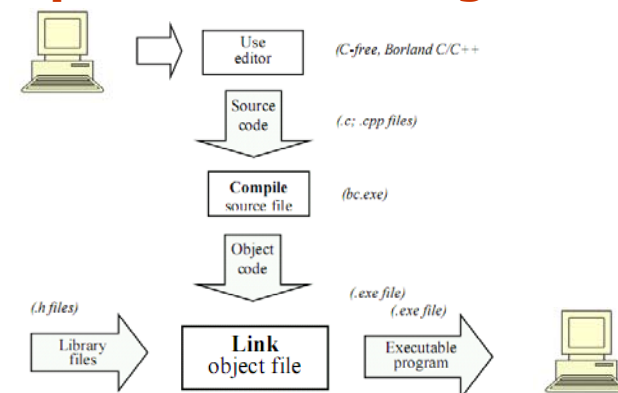 Use
editor
(C-free, Borland C/C++
Source
code
(.c; .cpp files)
Compile
source file
(bc.exe)
Object
code
(.h files)
(.exe file)
(.exe file)
Library
files
Link
object file
Executable
program